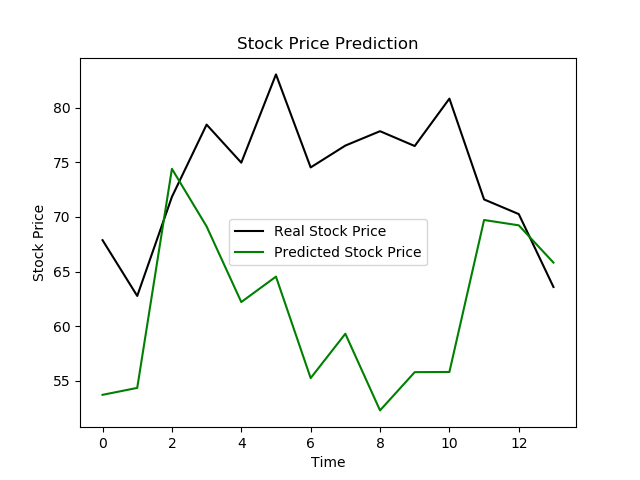 Stock Price Prediction
80
75
70
65
60
55
Stock Price
Real Stock Price
Predicted Stock Price
0 2 4 6 8 10 12
Time